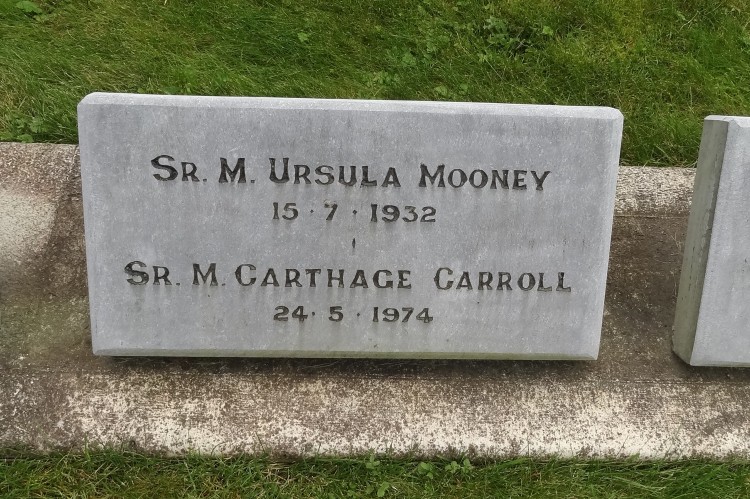 Sr. M. Ursula Mooney
15 · 7 · 1932
Sr. M. Carthage Carroll
24 · 5 · 1974